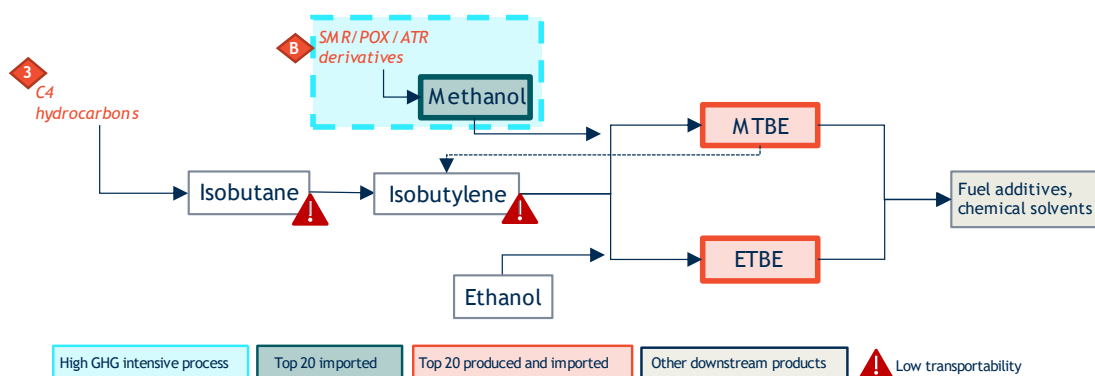 B
SMR/POX/ATR
derivatives
3
C4
hydrocarbons
Methanol
MTBE
Isobutane
!
Isobutylene
!
Fuel additives,
chemical solvents
ETBE
Ethanol
High GHG intensive process
Top 20 imported
Top 20 produced and imported
Other downstream products
! Low transportability